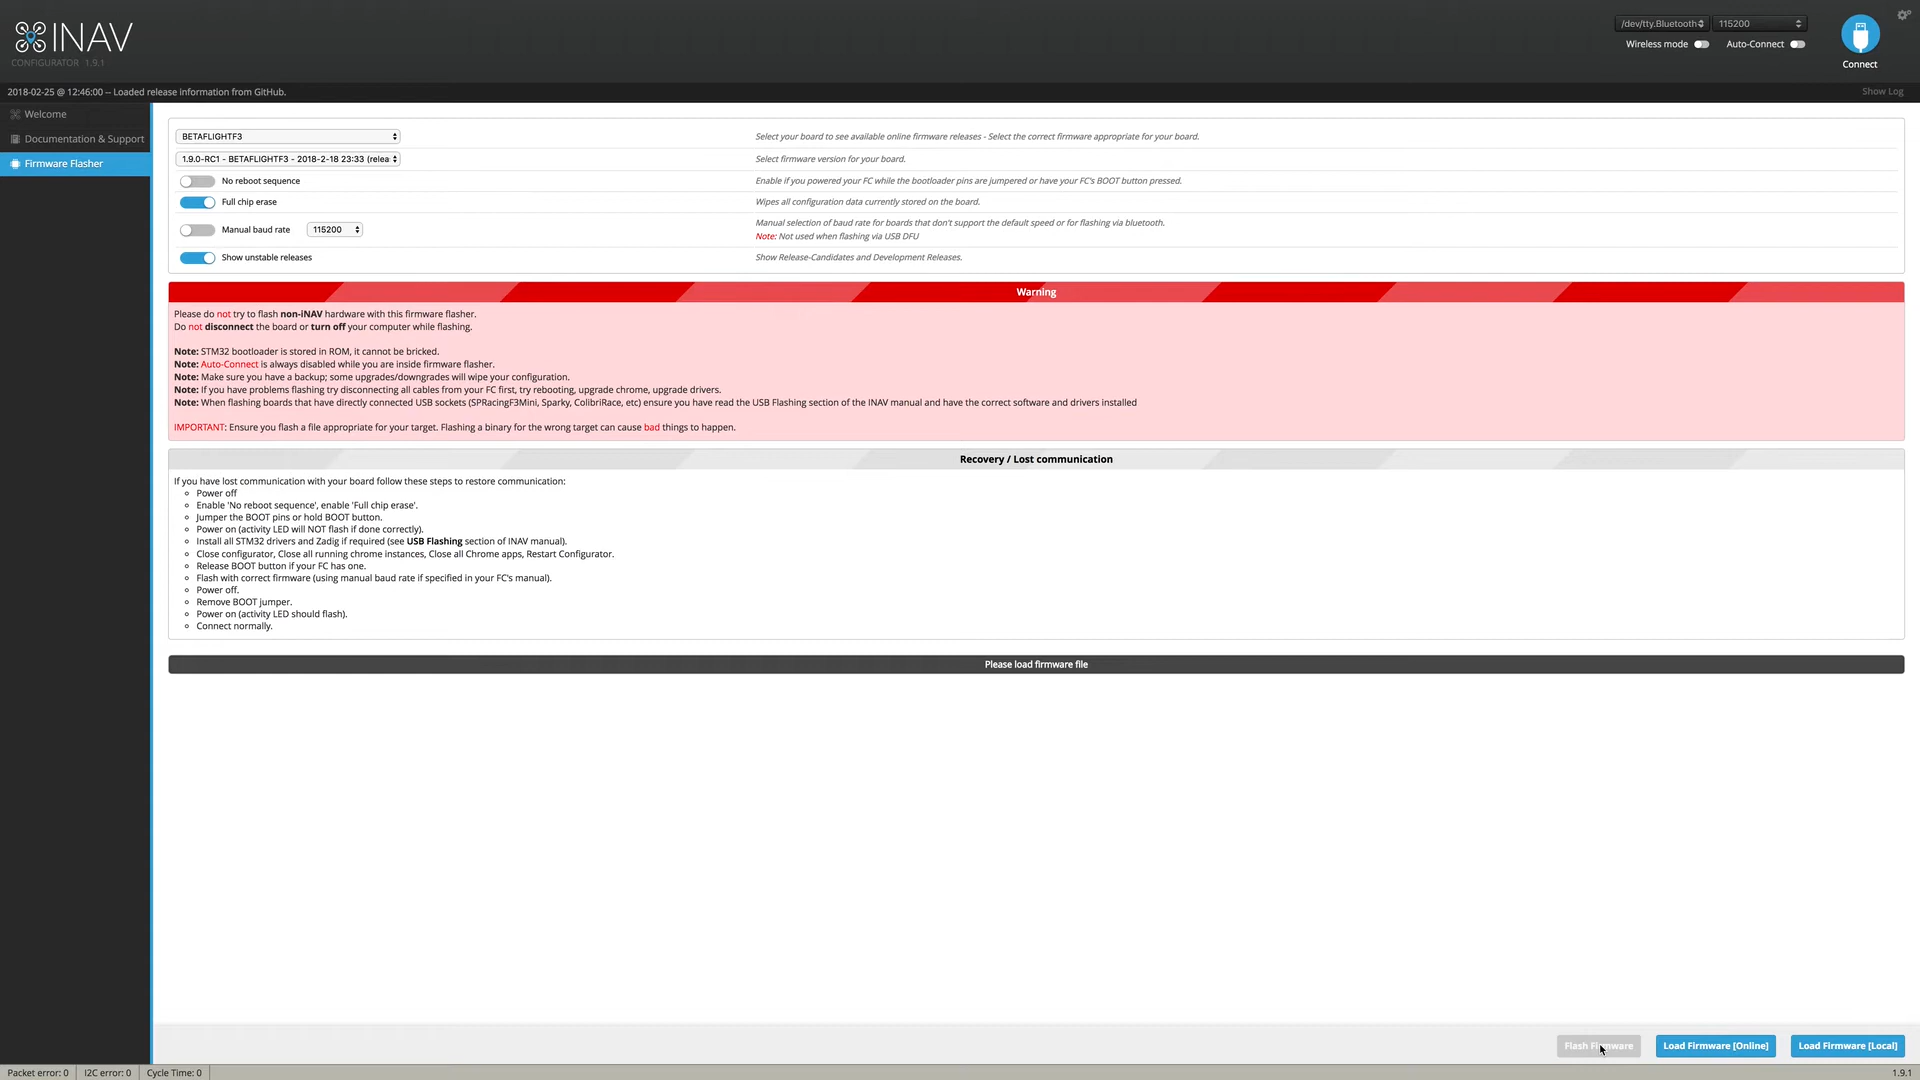 INAV
CONFIGURATOR 1.9.1
/dev/tty.Bluetooth 115200
Wireless mode Auto-Connect
Connect
2018-02-25 @ 12:46:00 -- Loaded release information from GitHub.
Show Log
Welcome
Documentation & Support
Firmware Flasher
BETAFLIGHTF3 Select your board to see available online firmware releases - Select the correct firmware appropriate for your board.
1.9.0-RC1 - BETAFLIGHTF3 - 2018-2-18 23:33 (relea Select firmware version for your board.
No reboot sequence Enable if you powered your FC while the bootloader pins are jumpered or have your FC's BOOT button pressed.
Full chip erase Wipes all configuration data currently stored on the board.
Manual baud rate 115200 Manual selection of baud rate for boards that don't support the default speed or for flashing via bluetooth.
Note: Not used when flashing via USB DFU
Show unstable releases Show Release-Candidates and Development Releases.
Warning
Please do not try to flash non-iNAV hardware with this firmware flasher.
Do not disconnect the board or turn off your computer while flashing.
Note: STM32 bootloader is stored in ROM, it cannot be bricked.
Note: Auto-Connect is always disabled while you are inside firmware flasher.
Note: Make sure you have a backup; some upgrades/downgrades will wipe your configuration.
Note: If you have problems flashing try disconnecting all cables from your FC first, try rebooting, upgrade chrome, upgrade drivers.
Note: When flashing boards that have directly connected USB sockets (SPRacingF3Mini, Sparky, ColibriRace, etc) ensure you have read the USB Flashing section of the INAV manual and have the correct software and drivers installed
IMPORTANT: Ensure you flash a file appropriate for your target. Flashing a binary for the wrong target can cause bad things to happen.
Recovery / Lost communication
If you have lost communication with your board follow these steps to restore communication:
Power off
Enable 'No reboot sequence', enable 'Full chip erase'.
Jumper the BOOT pins or hold BOOT button.
Power on (activity LED will NOT flash if done correctly).
Install all STM32 drivers and Zadig if required (see USB Flashing section of INAV manual).
Close configurator, Close all running chrome instances, Close all Chrome apps, Restart Configurator.
Release BOOT button if your FC has one.
Flash with correct firmware (using manual baud rate if specified in your FC's manual).
Power off.
Remove BOOT jumper.
Power on (activity LED should flash).
Connect normally.
Please load firmware file
Flash Firmware Load Firmware [Online] Load Firmware [Local]
Packet error: 0 I2C error: 0 Cycle Time: 0 1.9.1